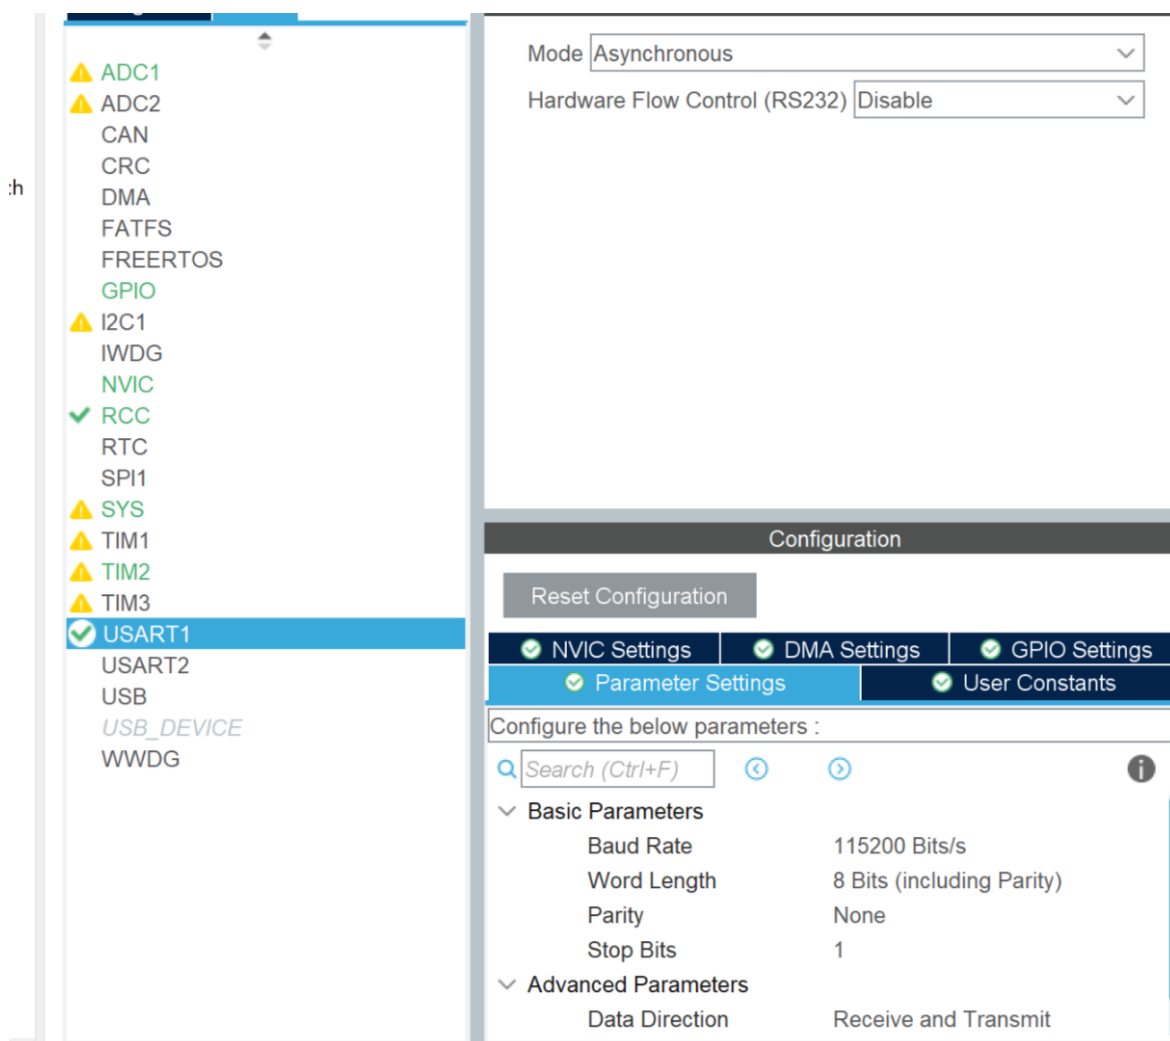 ADC1
ADC2
CAN
CRC
DMA
FATFS
FREERTOS
GPIO
I2C1
IWDG
NVIC
RCC
RTC
SPI1
SYS
TIM1
TIM2
TIM3
USART1
USART2
USB
USB_DEVICE
WWDG
Mode Asynchronous
Hardware Flow Control (RS232) Disable
Configuration
Reset Configuration
NVIC Settings DMA Settings GPIO Settings
Parameter Settings User Constants
Configure the below parameters :
Search (Ctrl+F)
Basic Parameters
Baud Rate 115200 Bits/s
Word Length 8 Bits (including Parity)
Parity None
Stop Bits 1
Advanced Parameters
Data Direction Receive and Transmit